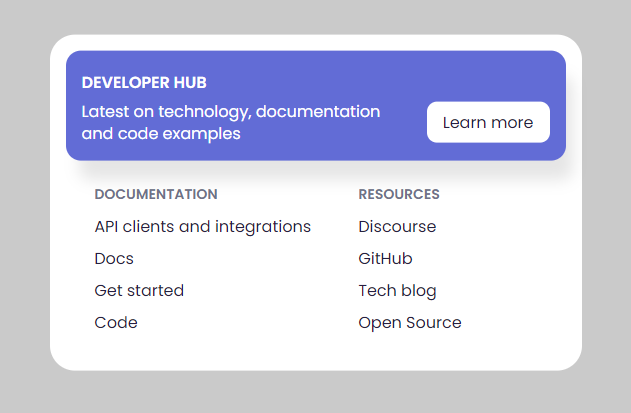 DEVELOPER HUB
Latest on technology, documentation
and code examples
Learn more
DOCUMENTATION
API clients and integrations
Docs
Get started
Code
RESOURCES
Discourse
GitHub
Tech blog
Open Source